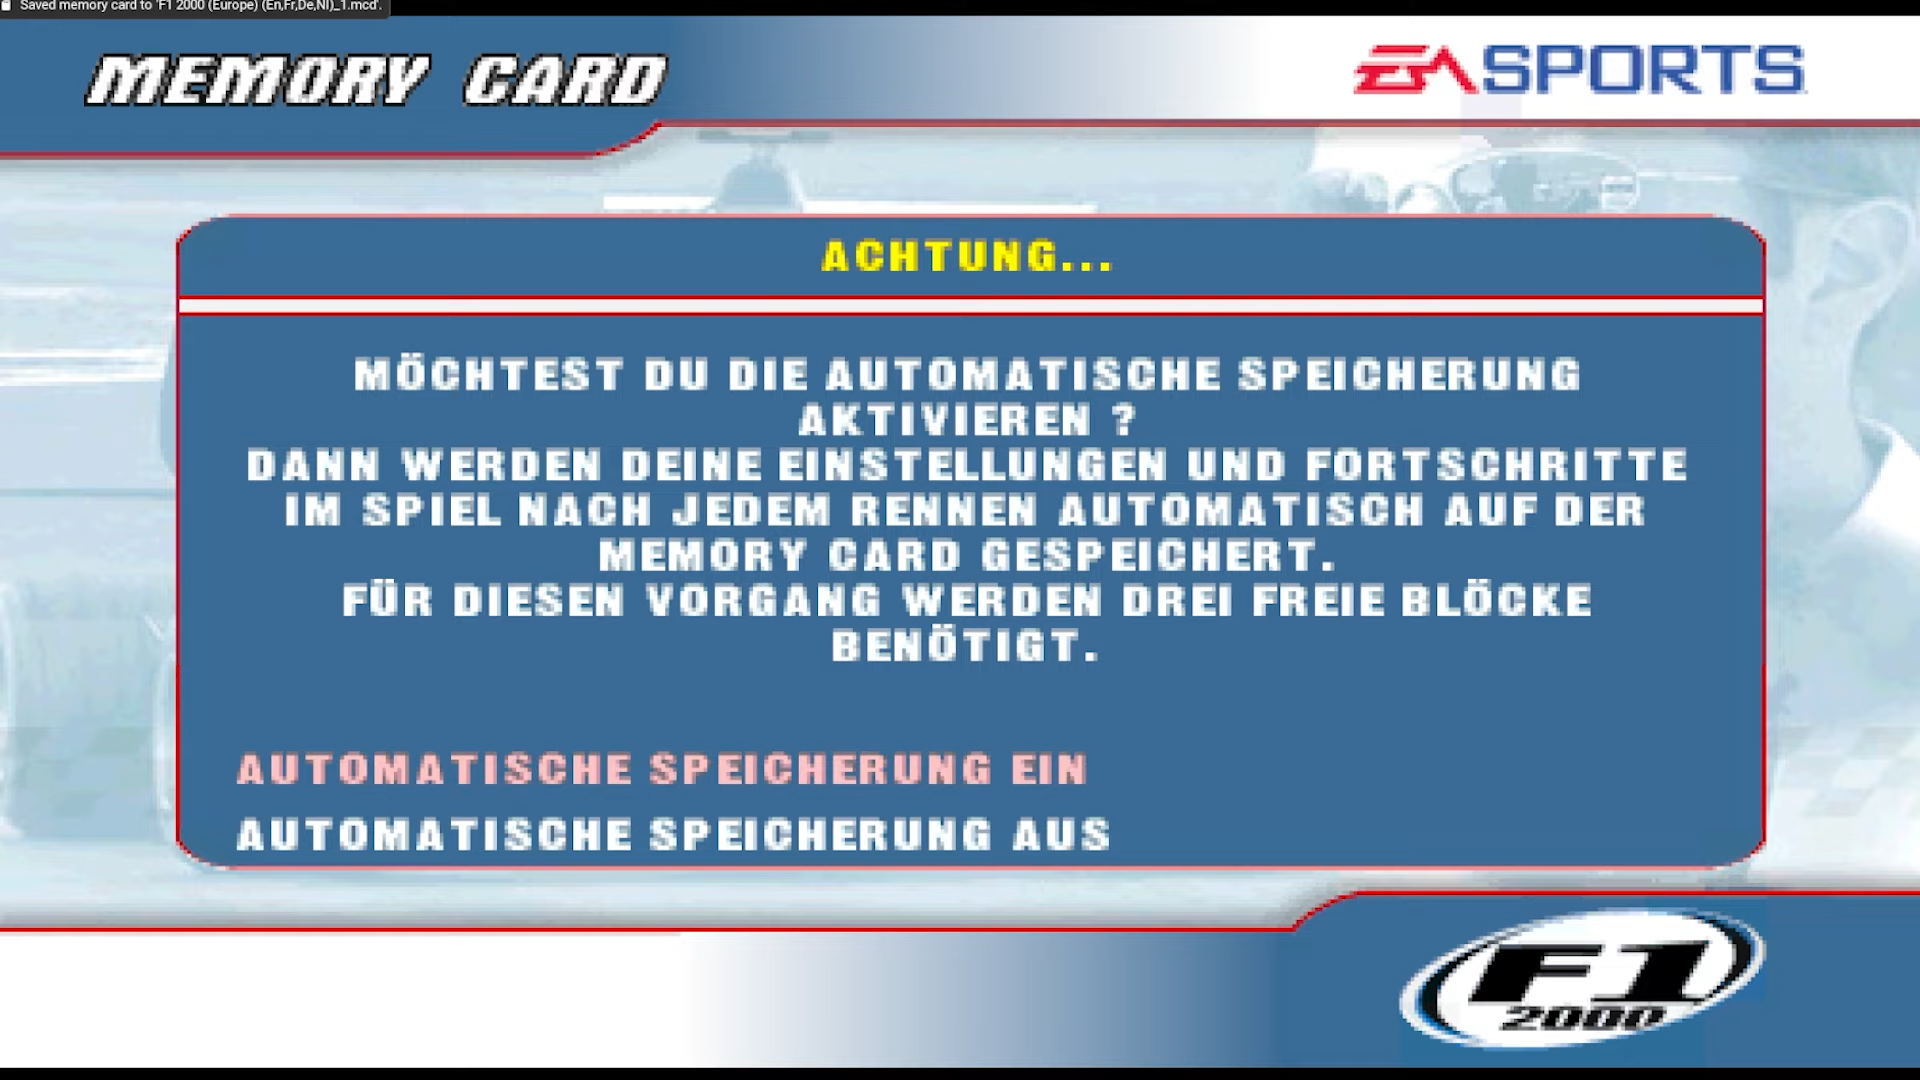 Saved memory card to 'F1 2000 (Europe) (En,Fr,De,Nl)_1.mcd'.
MEMORY CARD
EA SPORTS
ACHTUNG...
MÖCHTEST DU DIE AUTOMATISCHE SPEICHERUNG
AKTIVIEREN ?
DANN WERDEN DEINE EINSTELLUNGEN UND FORTSCHRITTE
IM SPIEL NACH JEDEM RENNEN AUTOMATISCH AUF DER
MEMORY CARD GESPEICHERT.
FÜR DIESEN VORGANG WERDEN DREI FREIE BLÖCKE
BENÖTIGT.
AUTOMATISCHE SPEICHERUNG EIN
AUTOMATISCHE SPEICHERUNG AUS
F1
2000